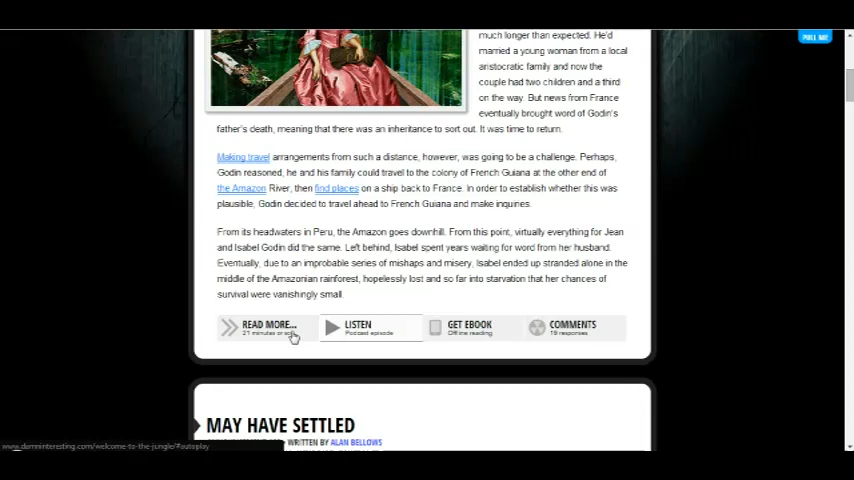 PULL ME
much longer than expected. He'd
married a young woman from a local
aristocratic family and now the
couple had two children and a third
on the way. But news from France
eventually brought word of Godin's
father's death, meaning that there was an inheritance to sort out. It was time to return.
Making travel arrangements from such a distance, however, was going to be a challenge. Perhaps,
Godin reasoned, he and his family could travel to the colony of French Guiana at the other end of
the Amazon River, then find places on a ship back to France. In order to establish whether this was
plausible, Godin decided to travel ahead to French Guiana and make inquiries.
From its headwaters in Peru, the Amazon goes downhill. From this point, virtually everything for Jean
and Isabel Godin did the same. Left behind, Isabel spent years waiting for word from her husband.
Eventually, due to an improbable series of mishaps and misery, Isabel ended up stranded alone in the
middle of the Amazonian rainforest, hopelessly lost and so far into starvation that her chances of
survival were vanishingly small.
READ MORE... LISTEN GET EBOOK COMMENTS
21 minutes or Podcast episode Offline reading 19 responses
MAY HAVE SETTLED
• WRITTEN BY ALAN BELLOWS
www.damninteresting.com/welcome-to-the-jungle/#autoplay